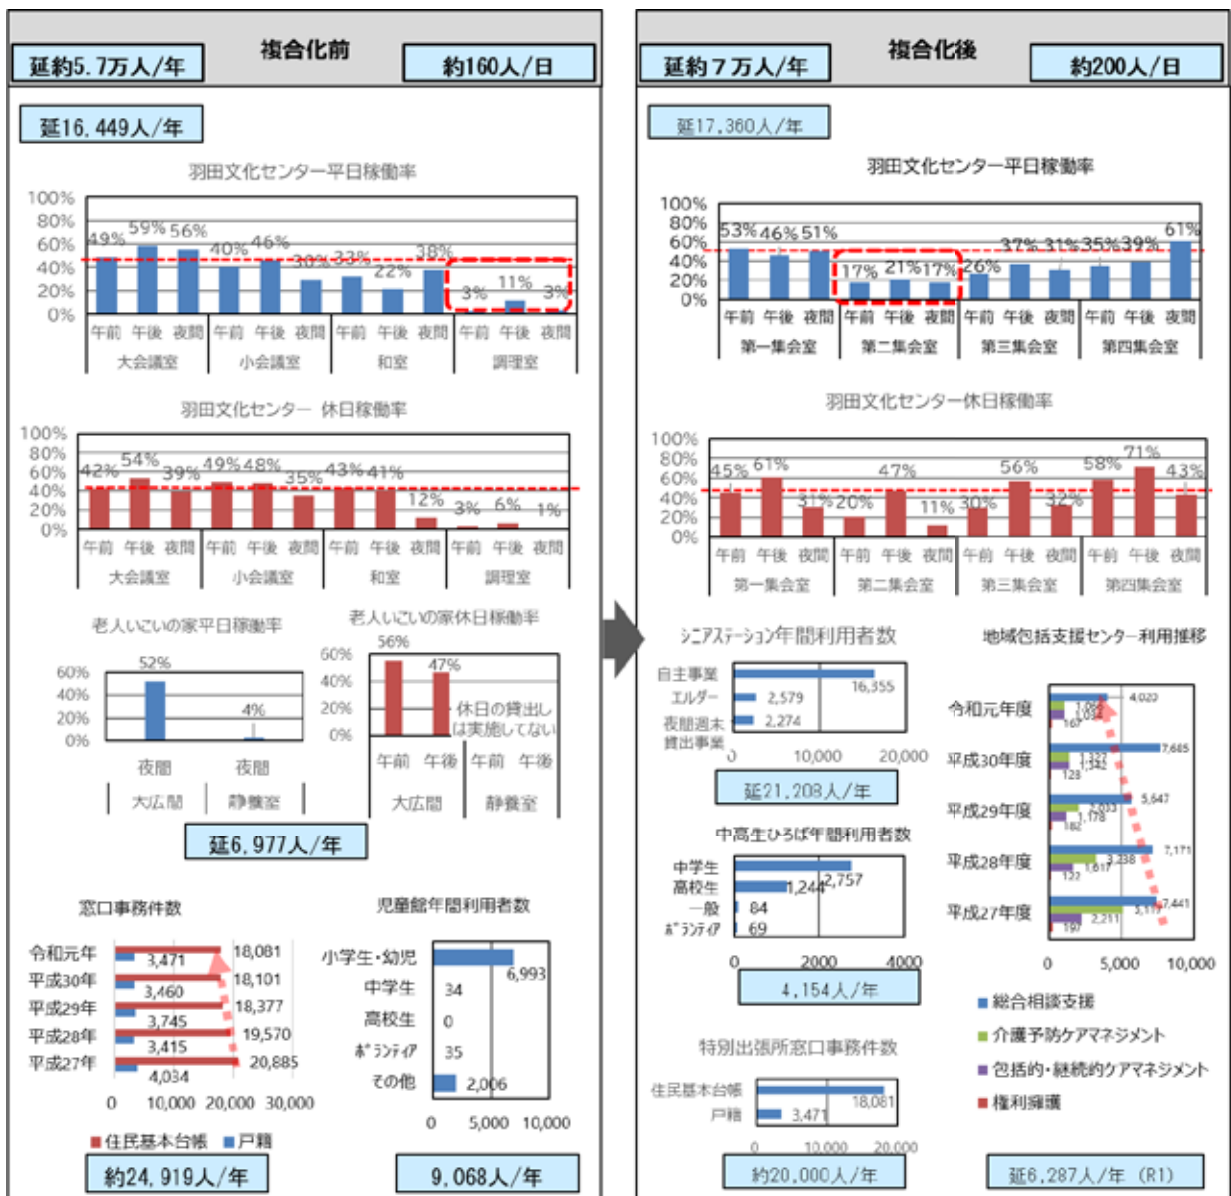 複合化前
延約5.7万人/年
約160人/日
延16,449人/年
羽田文化センター平日稼働率
100%
80%
60%
40%
20%
0%
49%
59%
56%
40%
46%
30%
33%
22%
38%
3%
11%
3%
午前 午後 夜間 午前 午後 夜間 午前 午後 夜間 午前 午後 夜間
大会議室 小会議室 和室 調理室
羽田文化センター 休日稼働率
100%
80%
60%
40%
20%
0%
42%
54%
39%
49%
48%
35%
43%
41%
12%
3%
6%
1%
午前 午後 夜間 午前 午後 夜間 午前 午後 夜間 午前 午後 夜間
大会議室 小会議室 和室 調理室
老人いこいの家平日稼働率
60%
40%
20%
0%
52%
4%
夜間 夜間
大広間 静養室
老人いこいの家休日稼働率
60%
40%
20%
0%
56%
47%
休日の貸出し
は実施してない
午前 午後 午前 午後
大広間 静養室
延6,977人/年
窓口事務件数
令和元年 18,081
3,471
平成30年 18,101
3,460
平成29年 18,377
3,745
平成28年 19,570
3,415
平成27年 20,885
4,034
0 10,000 20,000 30,000
住民基本台帳 戸籍
約24,919人/年
児童館年間利用者数
小学生・幼児 6,993
中学生 34
高校生 0
ボランティア 35
その他 2,006
0 5,000 10,000
9,068人/年
複合化後
延約7万人/年
約200人/日
延17,360人/年
羽田文化センター平日稼働率
100%
80%
60%
40%
20%
0%
53%
46%
51%
17%
21%
17%
26%
37%
31%
35%
39%
61%
午前 午後 夜間 午前 午後 夜間 午前 午後 夜間 午前 午後 夜間
第一集会室 第二集会室 第三集会室 第四集会室
羽田文化センター休日稼働率
100%
80%
60%
40%
20%
0%
45%
61%
31%
20%
47%
11%
30%
56%
32%
58%
71%
43%
午前 午後 夜間 午前 午後 夜間 午前 午後 夜間 午前 午後 夜間
第一集会室 第二集会室 第三集会室 第四集会室
シニアステーション年間利用者数
自主事業 16,355
エルダー 2,579
夜間週末
貸出事業 2,274
0 10,000 20,000
延21,208人/年
中高生ひろば年間利用者数
中学生 2,757
高校生 1,244
一般 84
ボランティア 69
0 2000 4000
4,154人/年
特別出張所窓口事務件数
住民基本台帳 18,081
戸籍 3,471
0 10,000 20,000
約20,000人/年
地域包括支援センター利用推移
令和元年度 4,020
167
平成30年度
1,327
1,342
128
平成29年度 5,647
1,178
182
平成28年度 7,171
3,238
1,617
122
平成27年度 7,441
2,211
197
0 5,000 10,000
総合相談支援
介護予防ケアマネジメント
包括的・継続的ケアマネジメント
権利擁護
延6,287人/年 (R1)